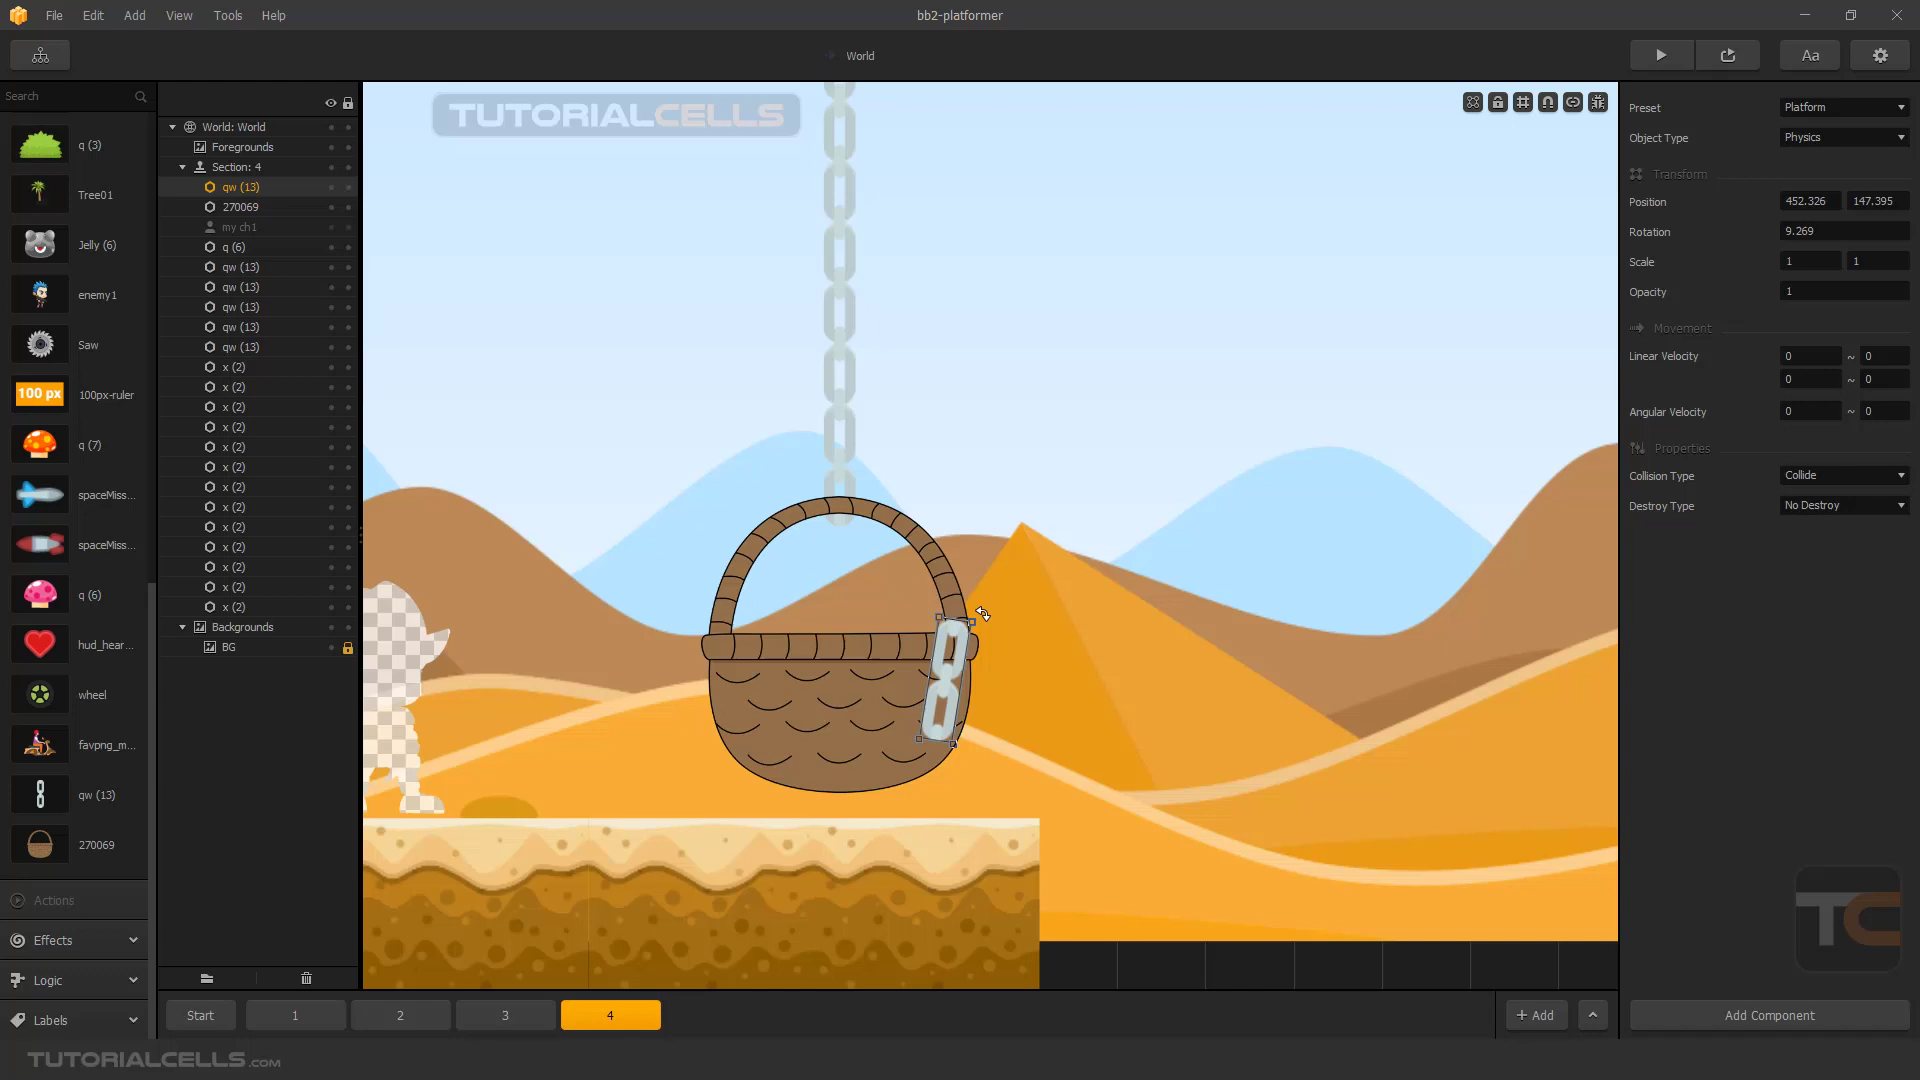 File Edit Add View Tools Help
bb2-platformer
World
Aa
Search
q (3)
Tree01
Jelly (6)
enemy1
Saw
100 px
100px-ruler
q (7)
spaceMiss...
spaceMiss...
q (6)
hud_hear...
wheel
favpng_m...
qw (13)
270069
Actions
Effects
Logic
Labels
World: World
Foregrounds
Section: 4
qw (13)
270069
my ch1
q (6)
qw (13)
qw (13)
qw (13)
qw (13)
qw (13)
x (2)
x (2)
x (2)
x (2)
x (2)
x (2)
x (2)
x (2)
x (2)
x (2)
x (2)
x (2)
x (2)
Backgrounds
BG
TUTORIALCELLS
Preset Platform
Object Type Physics
Transform
Position 452.326 147.395
Rotation 9.269
Scale 1 1
Opacity 1
Movement
Linear Velocity 0 ~ 0
0 ~ 0
Angular Velocity 0 ~ 0
Properties
Collision Type Collide
Destroy Type No Destroy
TC
Start 1 2 3 4
+ Add
Add Component
TUTORIALCELLS.COM